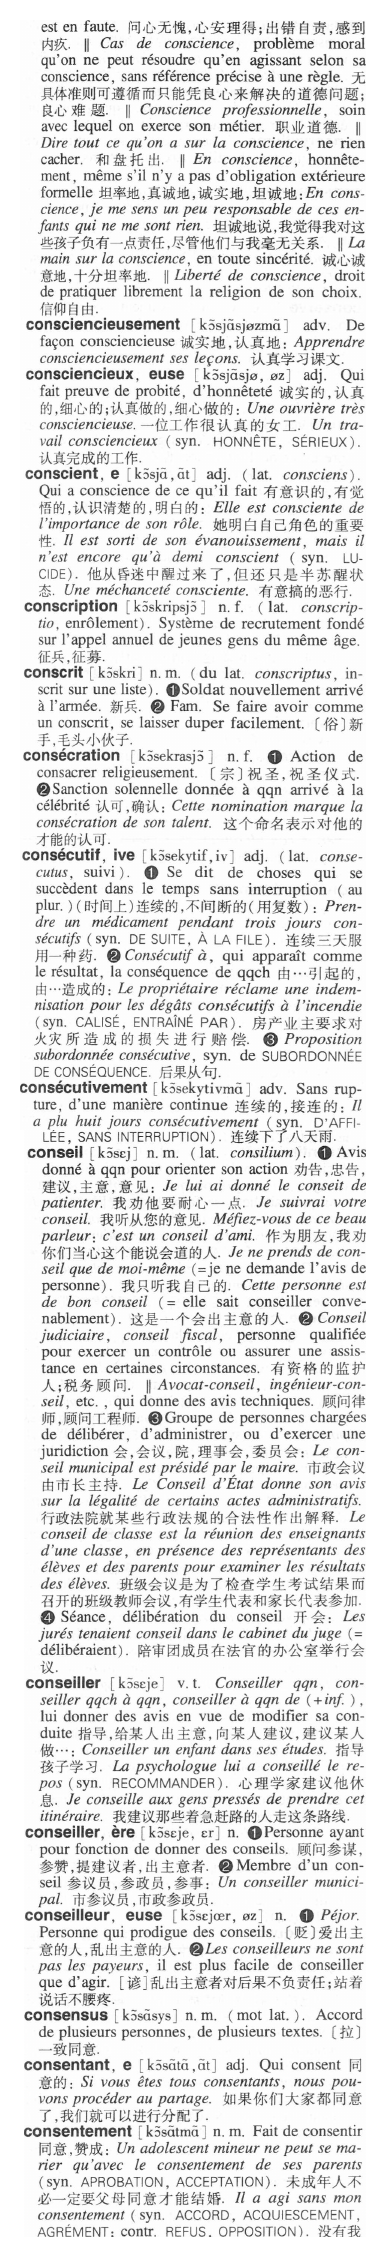 est en faute. 问心无愧,心安理得;出错自责,感到
内疚. ‖ Cas de conscience, problème moral
qu'on ne peut résoudre qu'en agissant selon sa
conscience, sans référence précise à une règle. 无
具体准则可遵循而只能凭良心来解决的道德问题;
良心难题. ‖ Conscience professionnelle, soin
avec lequel on exerce son métier. 职业道德. ‖
Dire tout ce qu'on a sur la conscience, ne rien
cacher. 和盘托出. ‖ En conscience, honnête-
ment, même s'il n'y a pas d'obligation extérieure
formelle 坦率地,真诚地,诚实地,坦诚地: En cons-
cience, je me sens un peu responsable de ces en-
fants qui ne me sont rien. 坦诚地说,我觉得我对这
些孩子负有一点责任,尽管他们与我毫无关系. ‖ La
main sur la conscience, en toute sincérité. 诚心诚
意地,十分坦率地. ‖ Liberté de conscience, droit
de pratiquer librement la religion de son choix.
信仰自由.
consciencieusement [kɔ̃sjɑ̃sjøzmɑ̃] adv. De
façon consciencieuse 诚实地,认真地: Apprendre
consciencieusement ses leçons. 认真学习课文.
consciencieux, euse [kɔ̃sjɑ̃sjø, øz] adj. Qui
fait preuve de probité, d'honnêteté 诚实的,认真
的,细心的;认真做的,细心做的: Une ouvrière très
consciencieuse. 一位工作很认真的女工. Un tra-
vail consciencieux (syn. HONNÊTE, SÉRIEUX).
认真完成的工作.
conscient, e [kɔ̃sjɑ̃, ɑ̃t] adj. (lat. consciens).
Qui a conscience de ce qu'il fait 有意识的,有觉
悟的,认识清楚的,明白的: Elle est consciente de
l'importance de son rôle. 她明白自己角色的重要
性. Il est sorti de son évanouissement, mais il
n'est encore qu'à demi conscient (syn. LU-
CIDE). 他从昏迷中醒过来了,但还只是半苏醒状
态. Une méchanceté consciente. 有意搞的恶行.
conscription [kɔ̃skripsjɔ̃] n. f. (lat. conscrip-
tio, enrôlement). Système de recrutement fondé
sur l'appel annuel de jeunes gens du même âge.
征兵,征募.
conscrit [kɔ̃skri] n. m. (du lat. conscriptus, in-
scrit sur une liste). ❶Soldat nouvellement arrivé
à l'armée. 新兵. ❷ Fam. Se faire avoir comme
un conscrit, se laisser duper facilement. 〔俗〕新
手,毛头小伙子.
consécration [kɔ̃sekrasjɔ̃] n. f. ❶ Action de
consacrer religieusement. 〔宗〕祝圣,祝圣仪式.
❷Sanction solennelle donnée à qqn arrivé à la
célébrité 认可,确认: Cette nomination marque la
consécration de son talent. 这个命名表示对他的
才能的认可.
consécutif, ive [kɔ̃sekytif, iv] adj. (lat. conse-
cutus, suivi). ❶ Se dit de choses qui se
succèdent dans le temps sans interruption (au
plur.)(时间上)连续的,不间断的(用复数): Pren-
dre un médicament pendant trois jours con-
sécutifs (syn. DE SUITE, À LA FILE). 连续三天服
用一种药. ❷ Consécutif à, qui apparaît comme
le résultat, la conséquence de qqch 由…引起的,
由…造成的: Le propriétaire réclame une indem-
nisation pour les dégâts consécutifs à l'incendie
(syn. CALISÉ, ENTRAÎNÉ PAR). 房产业主要求对
火灾所造成的损失进行赔偿. ❸ Proposition
subordonnée consécutive, syn. de SUBORDONNÉE
DE CONSÉQUENCE. 后果从句.
consécutivement [kɔ̃sekytivmɑ̃] adv. Sans rup-
ture, d'une manière continue 连续的,接连的: Il
a plu huit jours consécutivement (syn. D'AFFI-
LÉE, SANS INTERRUPTION). 连续下了八天雨.
conseil [kɔ̃sɛj] n. m. (lat. consilium). ❶ Avis
donné à qqn pour orienter son action 劝告,忠告,
建议,主意,意见: Je lui ai donné le conseit de
patienter. 我劝他要耐心一点. Je suivrai votre
conseil. 我听从您的意见. Méfiez-vous de ce beau
parleur: c'est un conseil d'ami. 作为朋友,我劝
你们当心这个能说会道的人. Je ne prends de con-
seil que de moi-même (=je ne demande l'avis de
personne). 我只听我自己的. Cette personne est
de bon conseil (= elle sait conseiller conve-
nablement). 这是一个会出主意的人. ❷ Conseil
judiciaire, conseil fiscal, personne qualifiée
pour exercer un contrôle ou assurer une assis-
tance en certaines circonstances. 有资格的监护
人;税务顾问. ‖ Avocat-conseil, ingénieur-con-
seil, etc., qui donne des avis techniques. 顾问律
师,顾问工程师. ❸Groupe de personnes chargées
de délibérer, d'administrer, ou d'exercer une
juridiction 会,会议,院,理事会,委员会: Le con-
seil municipal est présidé par le maire. 市政会议
由市长主持. Le Conseil d'État donne son avis
sur la légalité de certains actes administratifs.
行政法院就某些行政法规的合法性作出解释. Le
conseil de classe est la réunion des enseignants
d'une classe, en présence des représentants des
élèves et des parents pour examiner les résultats
des élèves. 班级会议是为了检查学生考试结果而
召开的班级教师会议,有学生代表和家长代表参加.
❹ Séance, délibération du conseil 开会: Les
jurés tenaient conseil dans le cabinet du juge (=
délibéraient). 陪审团成员在法官的办公室举行会
议.
conseiller [kɔ̃sɛje] v. t. Conseiller qqn, con-
seiller qqch à qqn, conseiller à qqn de (+inf.),
lui donner des avis en vue de modifier sa con-
duite 指导,给某人出主意,向某人建议,建议某人
做…: Conseiller un enfant dans ses études. 指导
孩子学习. La psychologue lui a conseillé le re-
pos (syn. RECOMMANDER). 心理学家建议他休
息. Je conseille aux gens pressés de prendre cet
itinéraire. 我建议那些着急赶路的人走这条路线.
conseiller, ère [kɔ̃sɛje, ɛr] n. ❶Personne ayant
pour fonction de donner des conseils. 顾问参谋,
参赞,提建议者,出主意者. ❷Membre d'un con-
seil 参议员,参政员,参事: Un conseiller munici-
pal. 市参议员,市政参政员.
conseilleur, euse [kɔ̃sɛjœr, øz] n. ❶ Péjor.
Personne qui prodigue des conseils. 〔贬〕爱出主
意的人,乱出主意的人. ❷Les conseilleurs ne sont
pas les payeurs, il est plus facile de conseiller
que d'agir. 〔谚〕乱出主意者对后果不负责任;站着
说话不腰疼.
consensus [kɔ̃sɑ̃sys] n. m. (mot lat.). Accord
de plusieurs personnes, de plusieurs textes. 〔拉〕
一致同意.
consentant, e [kɔ̃sɑ̃tɑ̃, ɑ̃t] adj. Qui consent 同
意的: Si vous êtes tous consentants, nous pou-
vons procéder au partage. 如果你们大家都同意
了,我们就可以进行分配了.
consentement [kɔ̃sɑ̃tmɑ̃] n. m. Fait de consentir
同意,赞成: Un adolescent mineur ne peut se ma-
rier qu'avec le consentement de ses parents
(syn. APROBATION, ACCEPTATION). 未成年人不
必一定要父母同意才能结婚. Il a agi sans mon
consentement (syn. ACCORD, ACQUIESCEMENT,
AGRÉMENT; contr. REFUS, OPPOSITION). 没有我